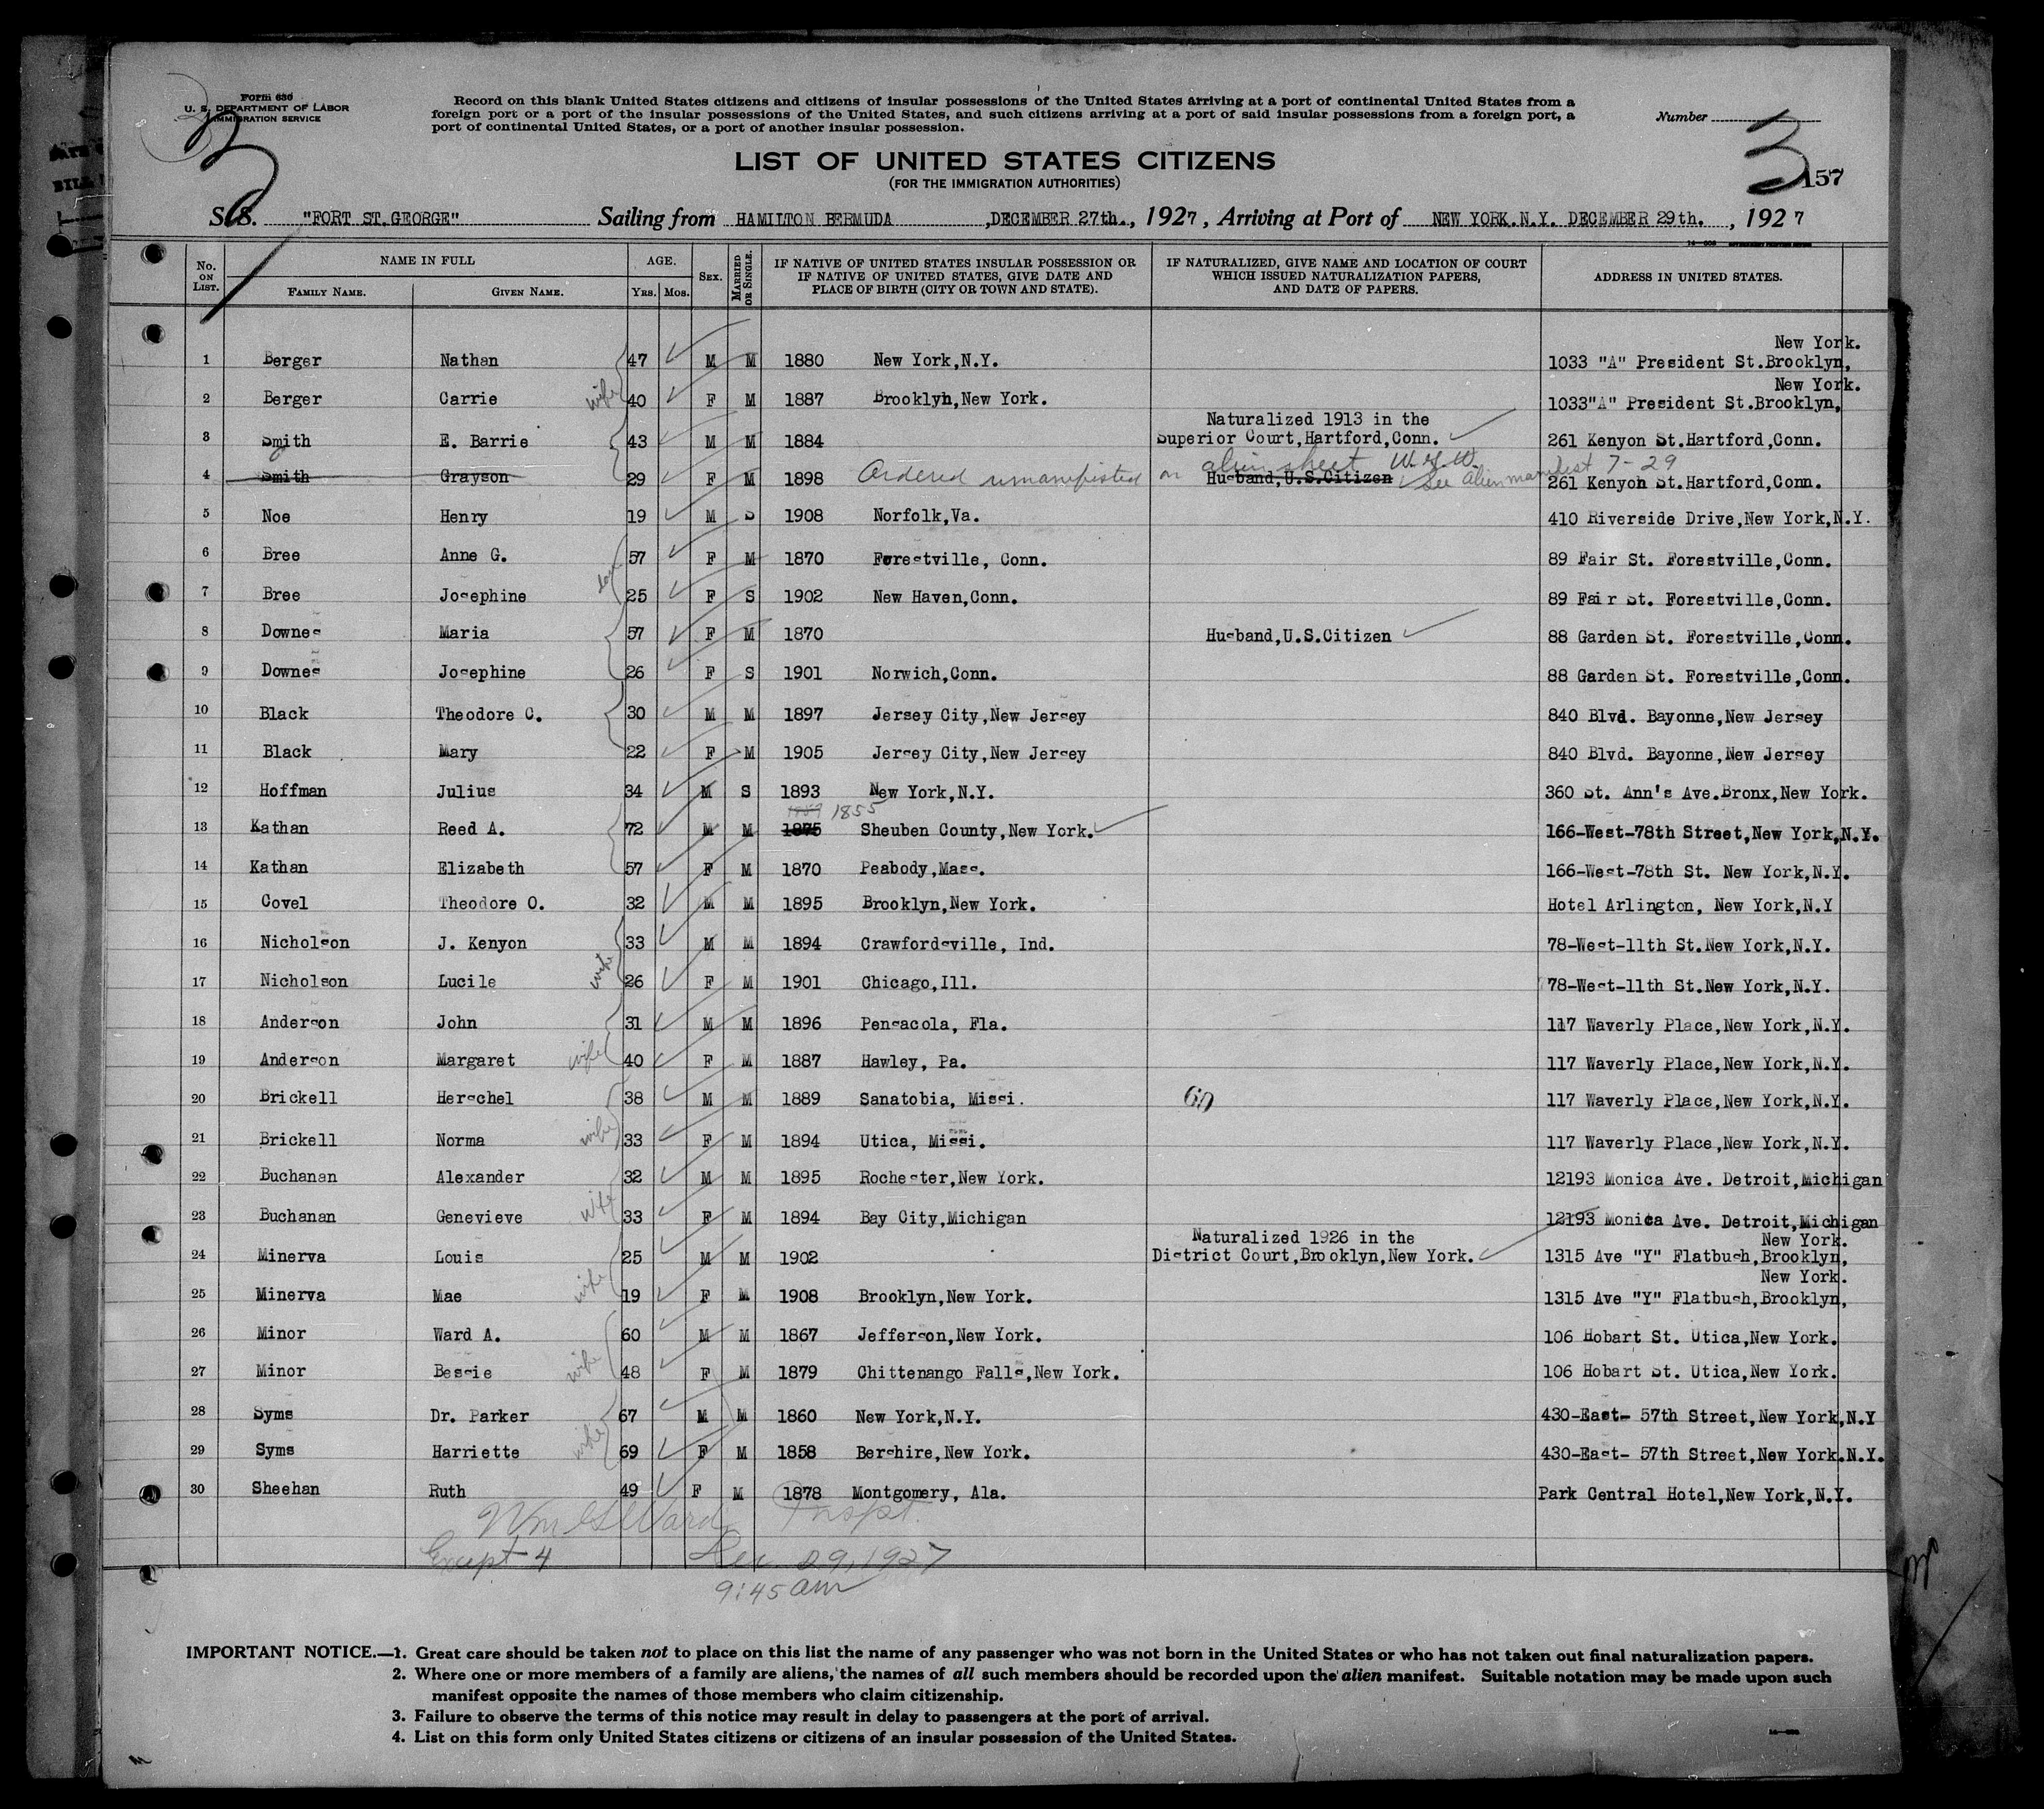 Form 630
U. S. DEPARTMENT OF LABOR
IMMIGRATION SERVICE
Record on this blank United States citizens and citizens of insular possessions of the United States arriving at a port of continental United States from a
foreign port or a port of the insular possessions of the United States, and such citizens arriving at a port of said insular possessions from a foreign port, a
port of continental United States, or a port of another insular possession.
Number
3
157
LIST OF UNITED STATES CITIZENS
(FOR THE IMMIGRATION AUTHORITIES)
S.S. "FORT ST.GEORGE" Sailing from HAMILTON BERMUDA ,DECEMBER 27th., 1927, Arriving at Port of NEW YORK.N.Y. DECEMBER 29th. , 1927
No. ON LIST. NAME IN FULL FAMILY NAME. GIVEN NAME. AGE. YRS. MOS. SEX. MARRIED OR SINGLE. IF NATIVE OF UNITED STATES INSULAR POSSESSION OR IF NATIVE OF UNITED STATES, GIVE DATE AND PLACE OF BIRTH (CITY OR TOWN AND STATE). IF NATURALIZED, GIVE NAME AND LOCATION OF COURT WHICH ISSUED NATURALIZATION PAPERS, AND DATE OF PAPERS. ADDRESS IN UNITED STATES.
New York.
1 Berger Nathan 47 M M 1880 New York,N.Y. 1033 "A" President St.Brooklyn,
New York.
2 Berger Carrie wife 40 F M 1887 Brooklyn,New York. 1033"A" President St.Brooklyn,
Naturalized 1913 in the
3 Smith E. Barrie 43 M M 1884 Superior Court,Hartford,Conn. 261 Kenyon St.Hartford,Conn.
alien sheet W.G.W. 7-29
4 Smith Grayson 29 F M 1898 Ordered unmanifested on Husband,U.S.Citizen See Alien manifest 261 Kenyon St.Hartford,Conn.
5 Noe Henry 19 M S 1908 Norfolk,Va. 410 Riverside Drive,New York,N.Y.
6 Bree Anne G. 57 F M 1870 Forestville, Conn. 89 Fair St. Forestville,Conn.
7 Bree Josephine 25 F S 1902 New Haven,Conn. 89 Fair St. Forestville,Conn.
8 Downes Maria 57 F M 1870 Husband,U.S.Citizen 88 Garden St. Forestville,Conn.
9 Downes Josephine 26 F S 1901 Norwich,Conn. 88 Garden St. Forestville,Conn.
10 Black Theodore C. 30 M M 1897 Jersey City,New Jersey 840 Blvd. Bayonne,New Jersey
11 Black Mary 22 F M 1905 Jersey City,New Jersey 840 Blvd. Bayonne,New Jersey
12 Hoffman Julius 34 M S 1893 New York,N.Y. 360 St. Ann's Ave.Bronx,New York.
1855
13 Kathan Reed A. 72 M M 1875 Sheuben County,New York. 166-West-78th Street,New York,N.Y.
14 Kathan Elizabeth 57 F M 1870 Peabody,Mass. 166-West-78th St. New York,N.Y.
15 Covel Theodore O. 32 M M 1895 Brooklyn,New York. Hotel Arlington, New York,N.Y
16 Nicholson J. Kenyon 33 M M 1894 Crawfordsville, Ind. 78-West-11th St.New York,N.Y.
17 Nicholson Lucile wife 26 F M 1901 Chicago,Ill. 78-West-11th St.New York,N.Y.
18 Anderson John 31 M M 1896 Pensacola, Fla. 117 Waverly Place,New York,N.Y.
19 Anderson Margaret wife 40 F M 1887 Hawley, Pa. 117 Waverly Place,New York,N.Y.
20 Brickell Herschel 38 M M 1889 Sanatobia, Missi. 117 Waverly Place,New York,N.Y.
21 Brickell Norma wife 33 F M 1894 Utica, Missi. 117 Waverly Place,New York,N.Y.
22 Buchanan Alexander 32 M M 1895 Rochester,New York. 12193 Monica Ave. Detroit,Michigan
23 Buchanan Genevieve wife 33 F M 1894 Bay City,Michigan 12193 Monica Ave. Detroit,Michigan
Naturalized 1926 in the New York.
24 Minerva Louis 25 M M 1902 District Court,Brooklyn,New York. 1315 Ave "Y" Flatbush,Brooklyn,
New York.
25 Minerva Mae wife 19 F M 1908 Brooklyn,New York. 1315 Ave "Y" Flatbush,Brooklyn,
26 Minor Ward A. 60 M M 1867 Jefferson,New York. 106 Hobart St. Utica,New York.
27 Minor Bessie wife 48 F M 1879 Chittenango Falls,New York. 106 Hobart St. Utica,New York.
28 Syms Dr. Parker 67 M M 1860 New York,N.Y. 430-East- 57th Street,New York,N.Y
29 Syms Harriette wife 69 F M 1858 Bershire,New York. 430-East- 57th Street,New York.N.Y.
30 Sheehan Ruth 49 F M 1878 Montgomery, Ala. Park Central Hotel,New York,N.Y.
Ward Inspt.
Except 4 Dec. 29, 1927
9:45 am
IMPORTANT NOTICE.—1. Great care should be taken not to place on this list the name of any passenger who was not born in the United States or who has not taken out final naturalization papers.
2. Where one or more members of a family are aliens, the names of all such members should be recorded upon the alien manifest. Suitable notation may be made upon such
manifest opposite the names of those members who claim citizenship.
3. Failure to observe the terms of this notice may result in delay to passengers at the port of arrival.
4. List on this form only United States citizens or citizens of an insular possession of the United States.